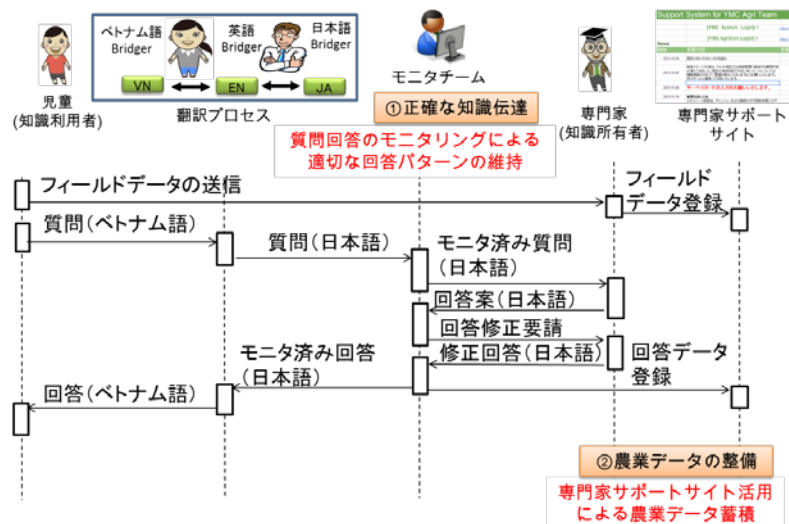 Support System for YMC Agri Team
ベトナム語
Bridger
英語
Bridger
日本語
Bridger
VN
EN
JA
児童
(知識利用者)
翻訳プロセス
モニタチーム
専門家
(知識所有者)
専門家サポート
サイト
①正確な知識伝達
質問回答のモニタリングによる
適切な回答パターンの維持
フィールドデータの送信
フィールド
データ登録
質問(ベトナム語)
質問(日本語)
モニタ済み質問
(日本語)
回答案(日本語)
回答修正要請
修正回答(日本語)
回答データ
登録
モニタ済み回答
(日本語)
回答(ベトナム語)
②農業データの整備
専門家サポートサイト活用
による農業データ蓄積